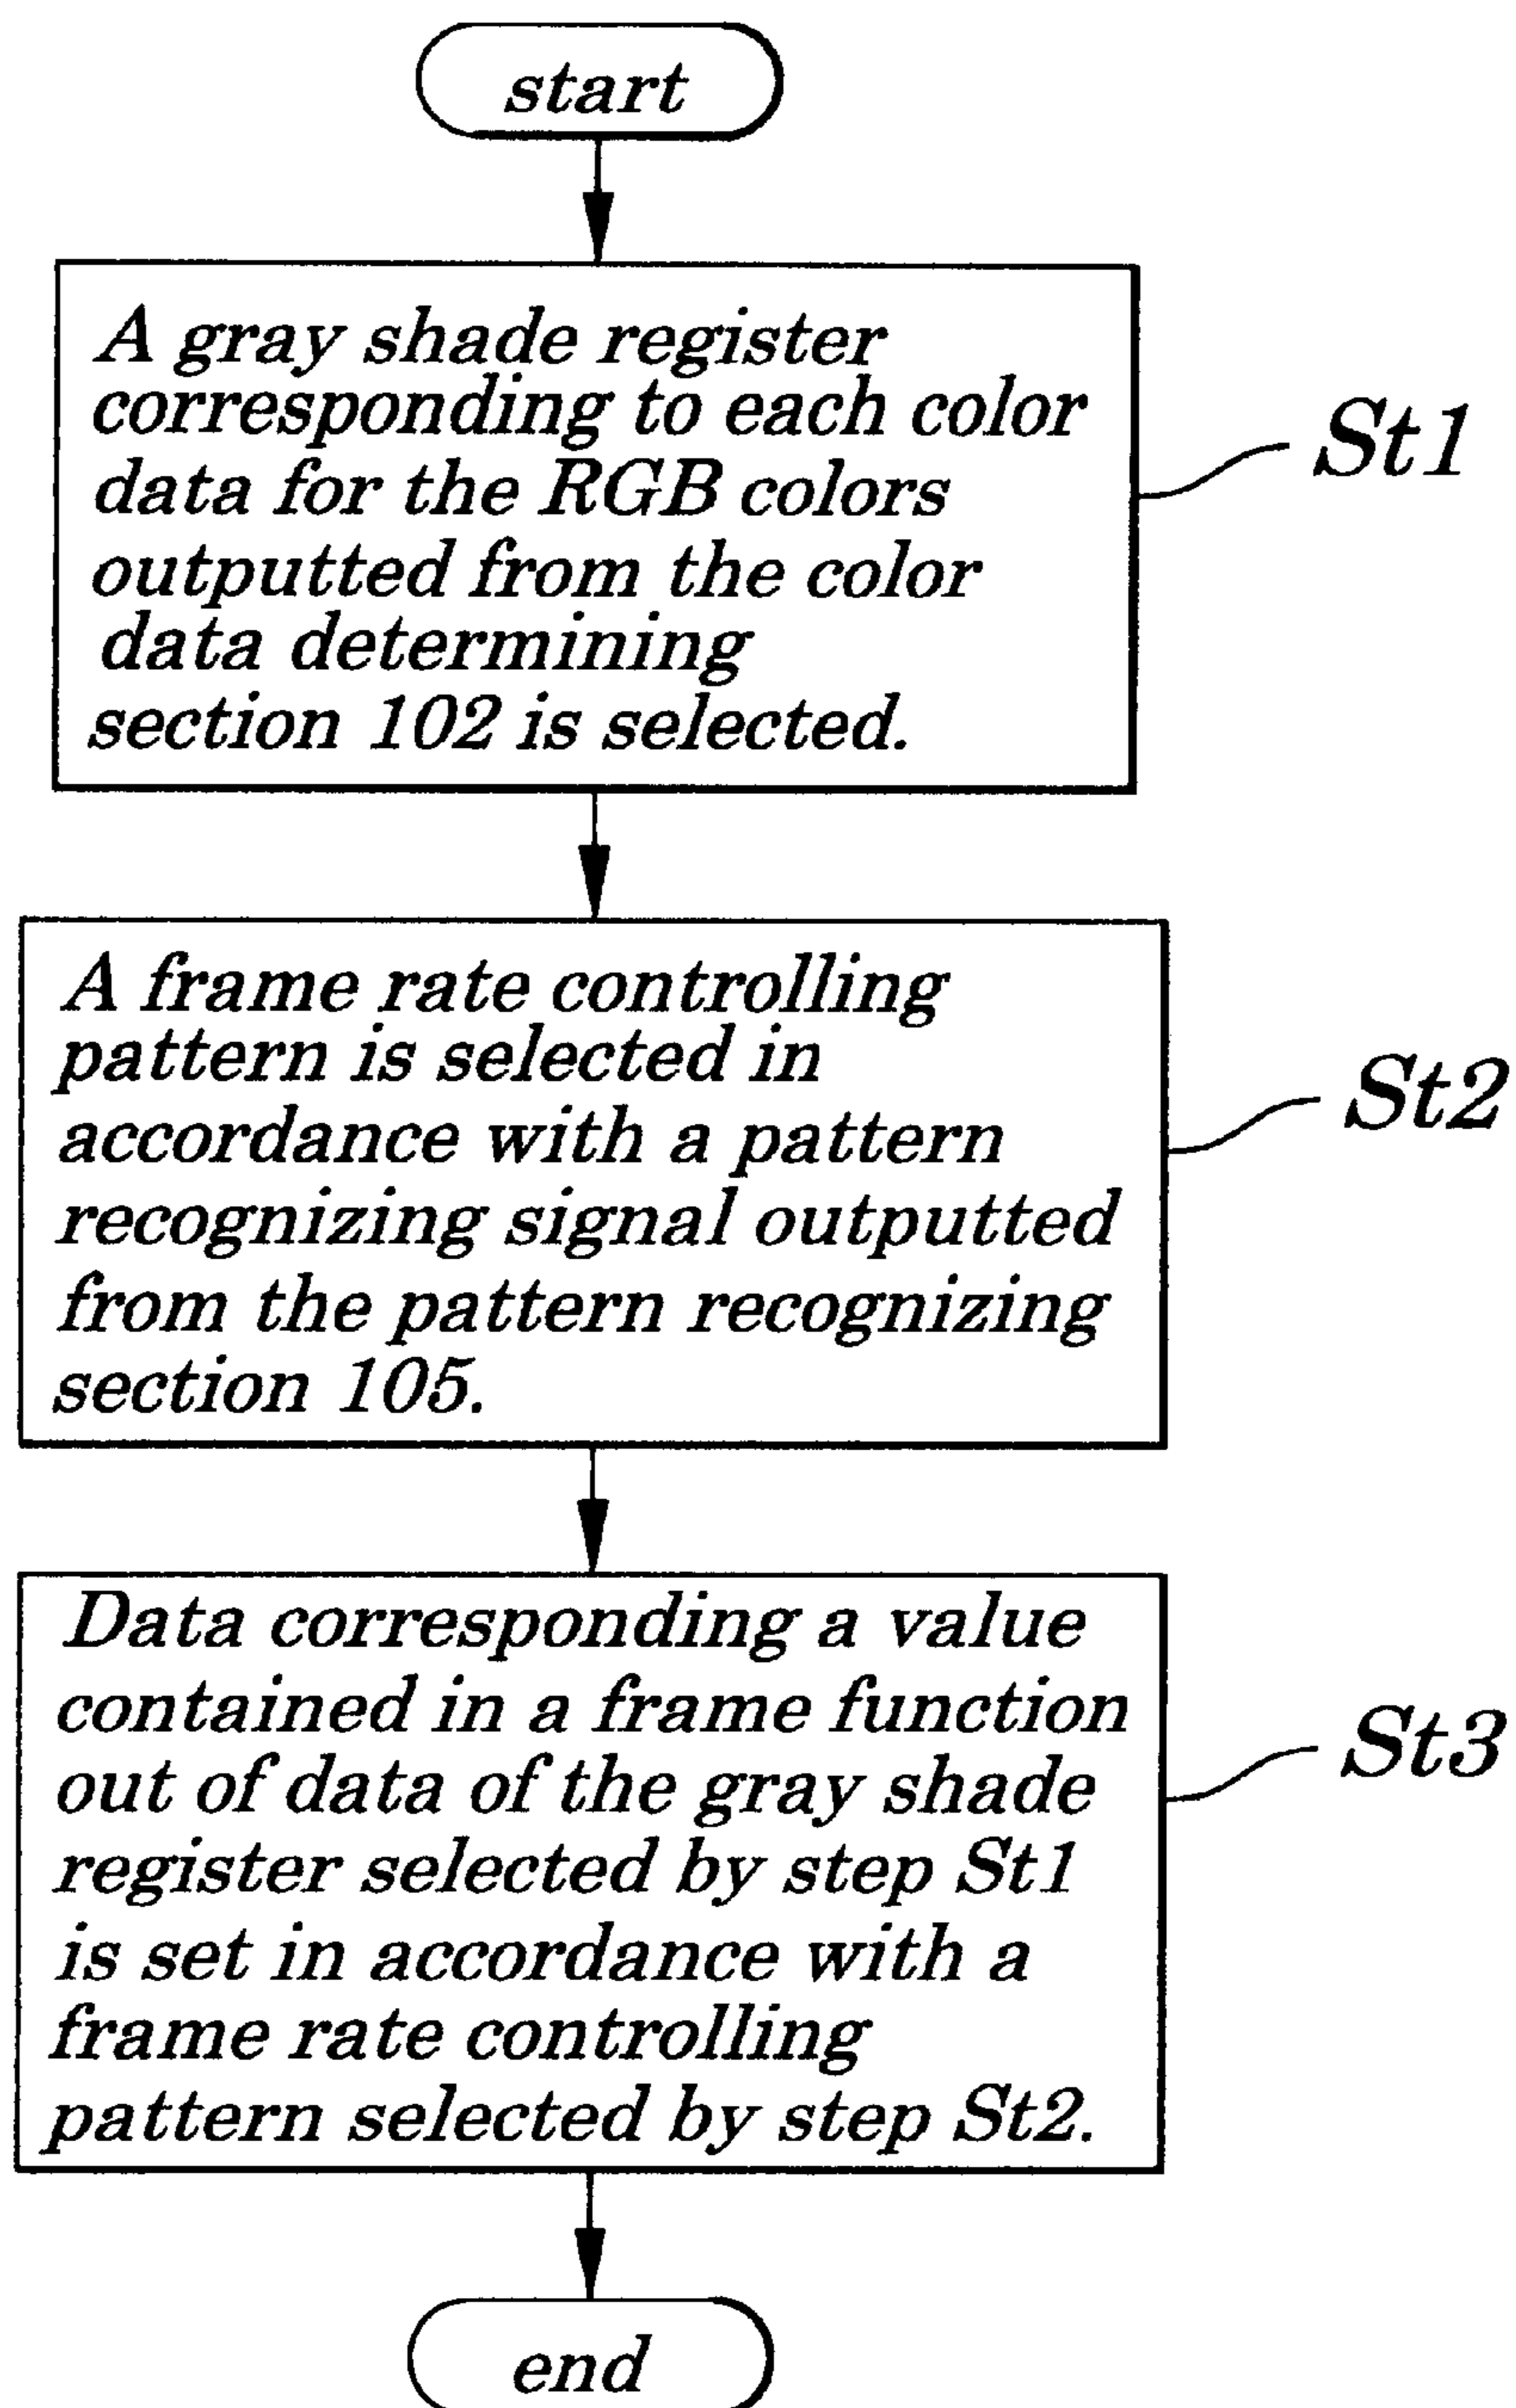 start
A gray shade register
corresponding to each color
data for the RGB colors
outputted from the color
data determining
section 102 is selected.
St1
A frame rate controlling
pattern is selected in
accordance with a pattern
recognizing signal outputted
from the pattern recognizing
section 105.
St2
Data corresponding a value
contained in a frame function
out of data of the gray shade
register selected by step St1
is set in accordance with a
frame rate controlling
pattern selected by step St2.
St3
end